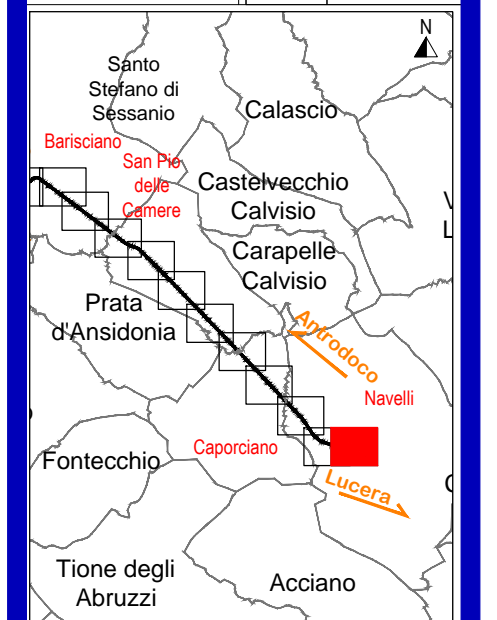 N
Santo
Stefano di
Sessanio
Calascio
Barisciano
San Pio
delle
Camere
Castelvecchio
Calvisio
Carapelle
Calvisio
Prata
d'Ansidonia
Antrodoco
Navelli
Caporciano
Fontecchio
Lucera
Tione degli
Abruzzi
Acciano